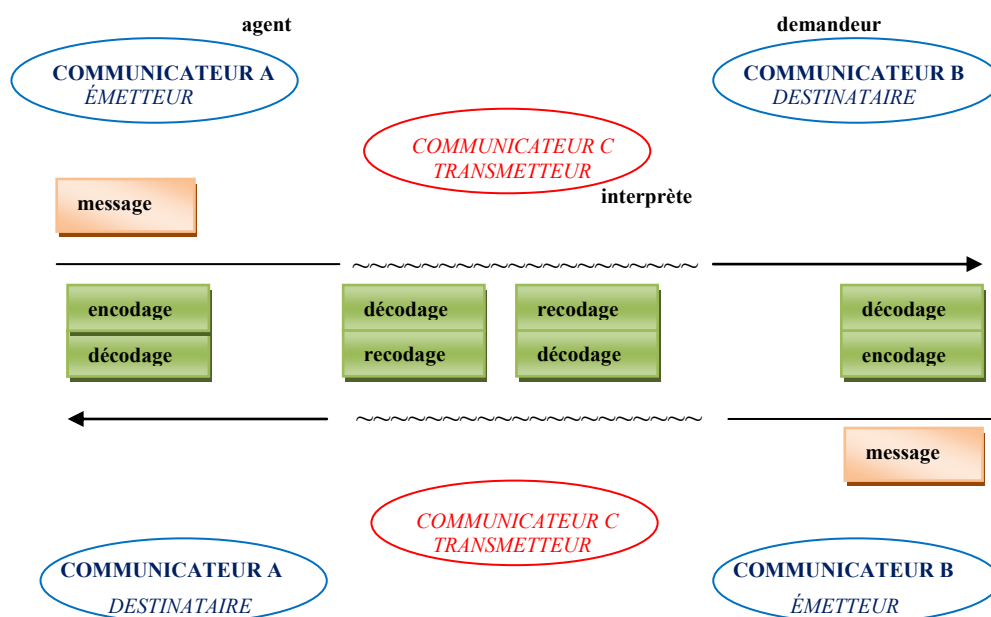 agent
demandeur
COMMUNICATEUR A
ÉMETTEUR
COMMUNICATEUR B
DESTINATAIRE
COMMUNICATEUR C
TRANSMETTEUR
interprète
message
~~~~~~~~~~~~~~~~~~~~
encodage
décodage
recodage
décodage
décodage
recodage
décodage
encodage
~~~~~~~~~~~~~~~~~~~~
message
COMMUNICATEUR C
TRANSMETTEUR
COMMUNICATEUR A
DESTINATAIRE
COMMUNICATEUR B
ÉMETTEUR